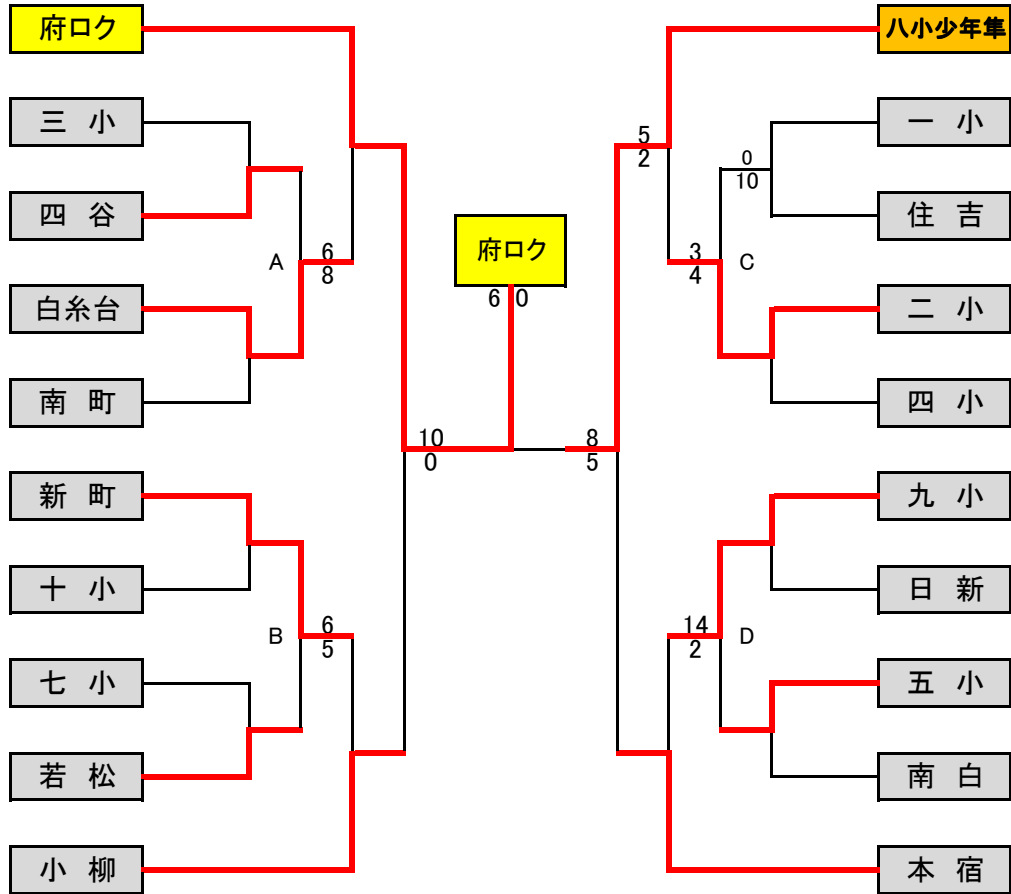 府ロク
八小少年隼
三 小
一 小
5
2
0
10
四 谷
住 吉
府ロク
A
6
8
3
4
C
6
0
白糸台
二 小
南 町
四 小
10
0
8
5
新 町
九 小
十 小
日 新
B
6
5
14
2
D
七 小
五 小
若 松
南 白
小 柳
本 宿